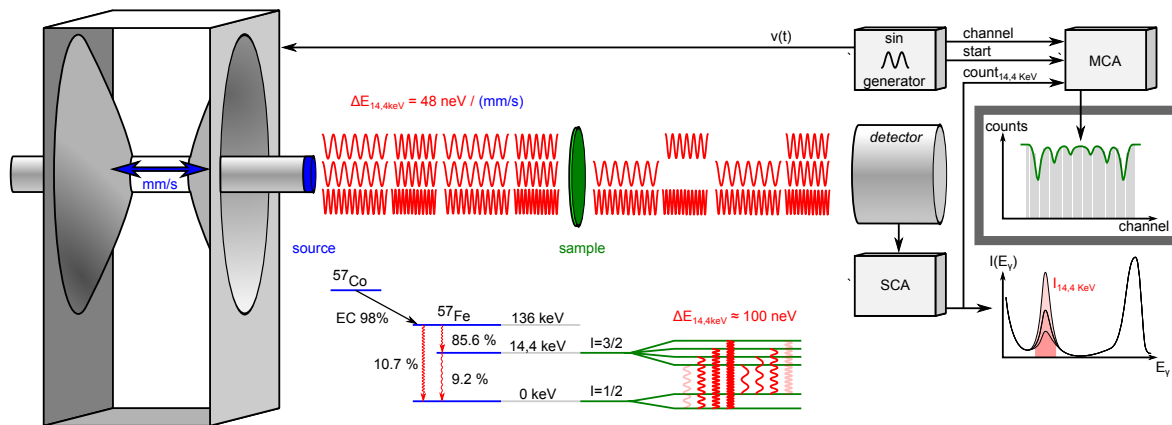 v(t)
sin
generator
channel
start
count14,4 KeV
MCA
ΔE14,4keV = 48 neV / (mm/s)
mm/s
source
sample
detector
SCA
counts
channel
I(Eγ)
I14,4 KeV
Eγ
57Co
EC 98%
57Fe
136 keV
85.6 %
14,4 keV
I=3/2
10.7 %
9.2 %
0 keV
I=1/2
ΔE14,4keV ≈ 100 neV